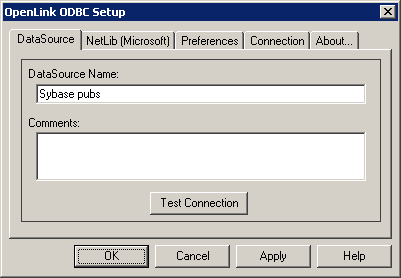 OpenLink ODBC Setup
DataSource NetLib (Microsoft) Preferences Connection About...
DataSource Name:
Sybase pubs
Comments:
Test Connection
OK Cancel Apply Help